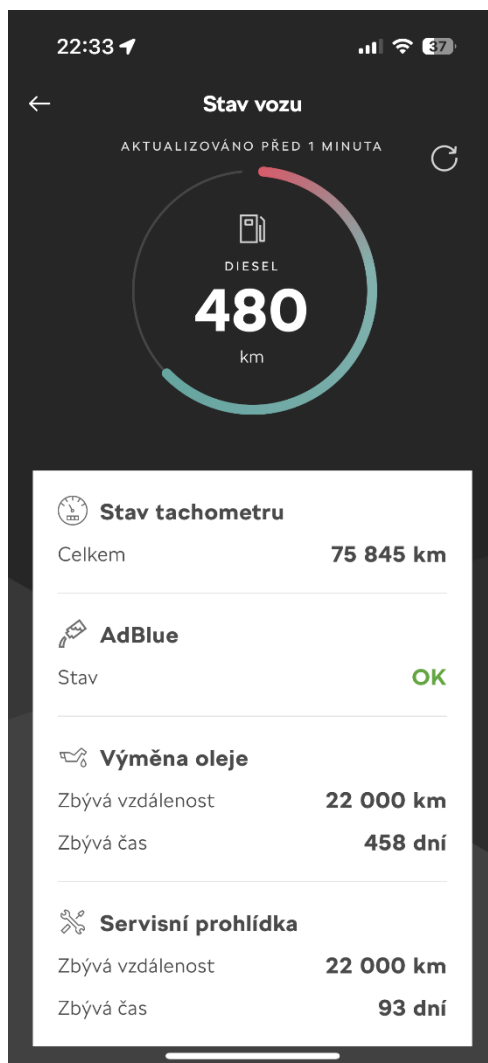 22:33
37
Stav vozu
AKTUALIZOVÁNO PŘED 1 MINUTA
DIESEL
480
km
Stav tachometru
Celkem 75 845 km
AdBlue
Stav OK
Výměna oleje
Zbývá vzdálenost 22 000 km
Zbývá čas 458 dní
Servisní prohlídka
Zbývá vzdálenost 22 000 km
Zbývá čas 93 dní